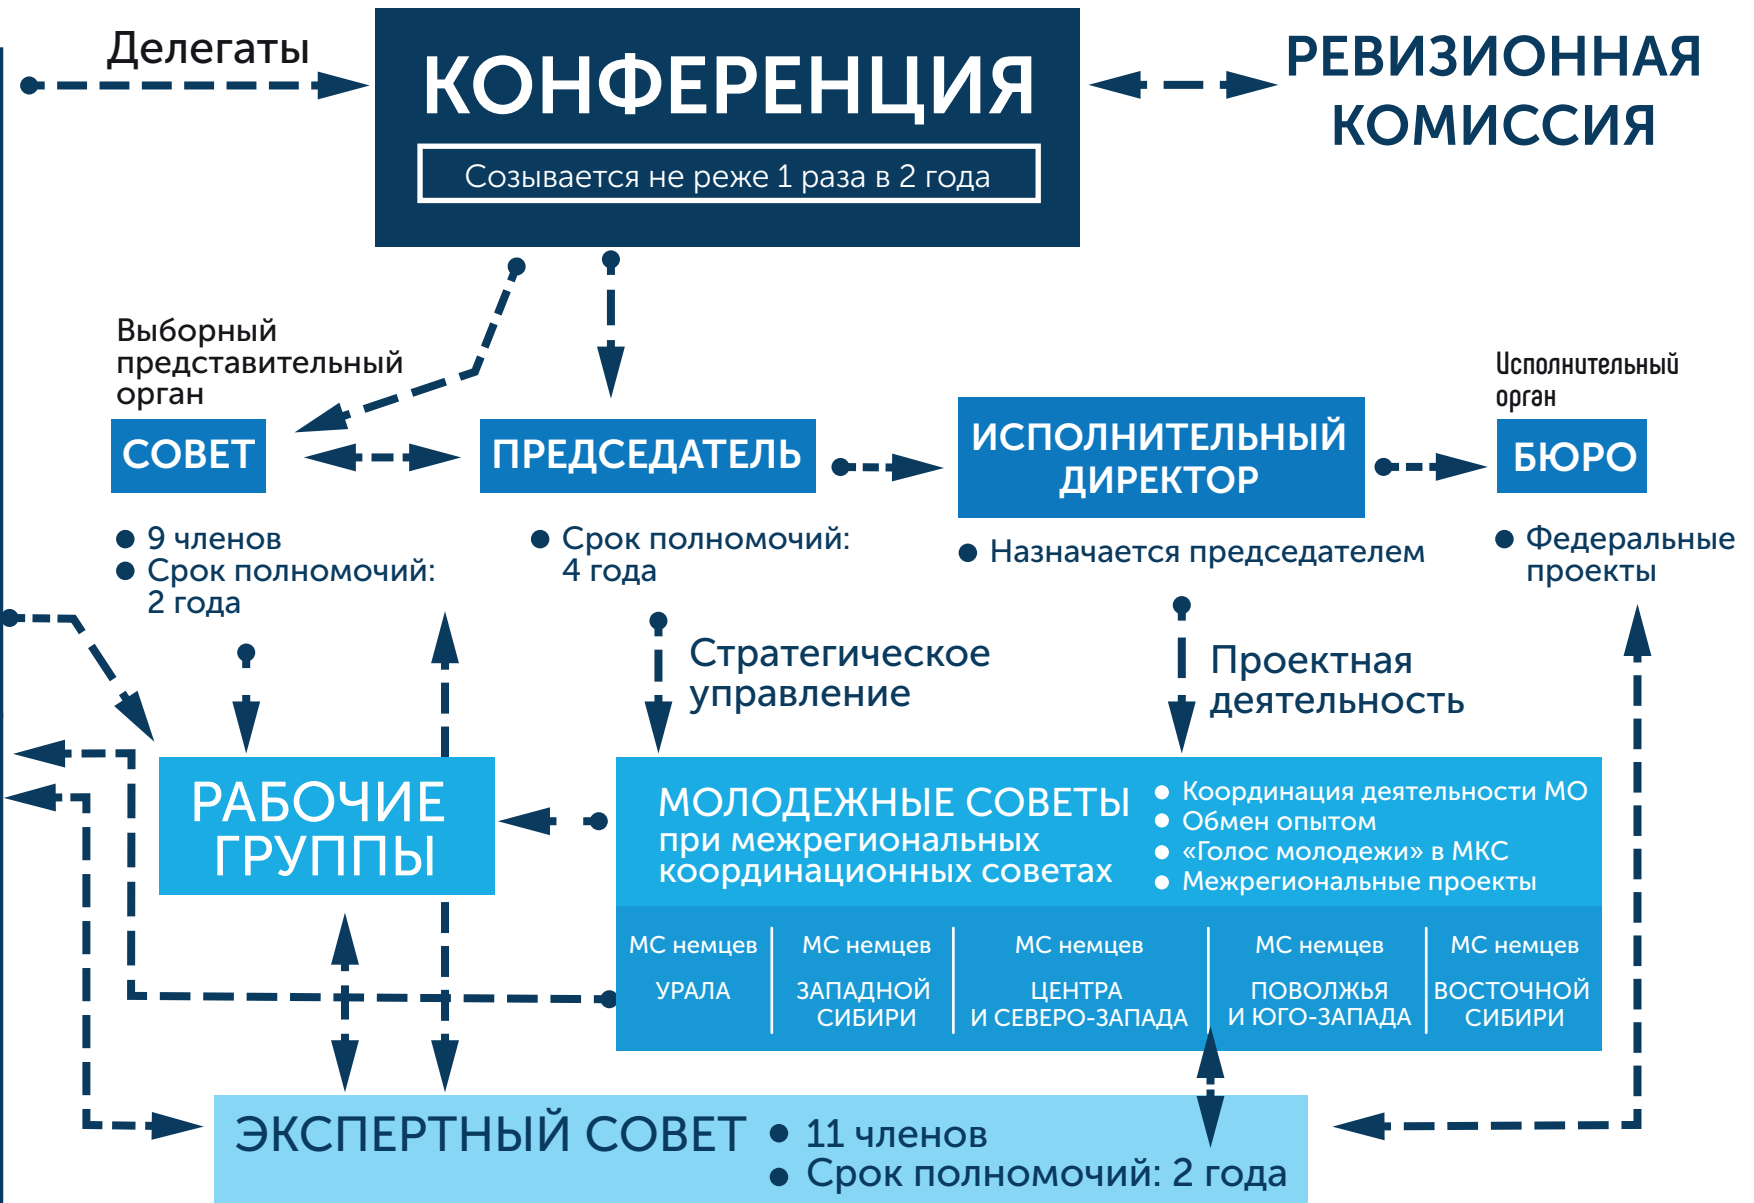 Делегаты
КОНФЕРЕНЦИЯ
Созывается не реже 1 раза в 2 года
РЕВИЗИОННАЯ
КОМИССИЯ
Выборный
представительный
орган
СОВЕТ
9 членов
Срок полномочий:
2 года
ПРЕДСЕДАТЕЛЬ
Срок полномочий:
4 года
ИСПОЛНИТЕЛЬНЫЙ
ДИРЕКТОР
Назначается председателем
Исполнительный
орган
БЮРО
Федеральные
проекты
Стратегическое
управление
Проектная
деятельность
РАБОЧИЕ
ГРУППЫ
МОЛОДЕЖНЫЕ СОВЕТЫ
при межрегиональных
координационных советах
Координация деятельности МО
Обмен опытом
«Голос молодежи» в МКС
Межрегиональные проекты
МС немцев
УРАЛА
МС немцев
ЗАПАДНОЙ
СИБИРИ
МС немцев
ЦЕНТРА
И СЕВЕРО-ЗАПАДА
МС немцев
ПОВОЛЖЬЯ
И ЮГО-ЗАПАДА
МС немцев
ВОСТОЧНОЙ
СИБИРИ
ЭКСПЕРТНЫЙ СОВЕТ
11 членов
Срок полномочий: 2 года